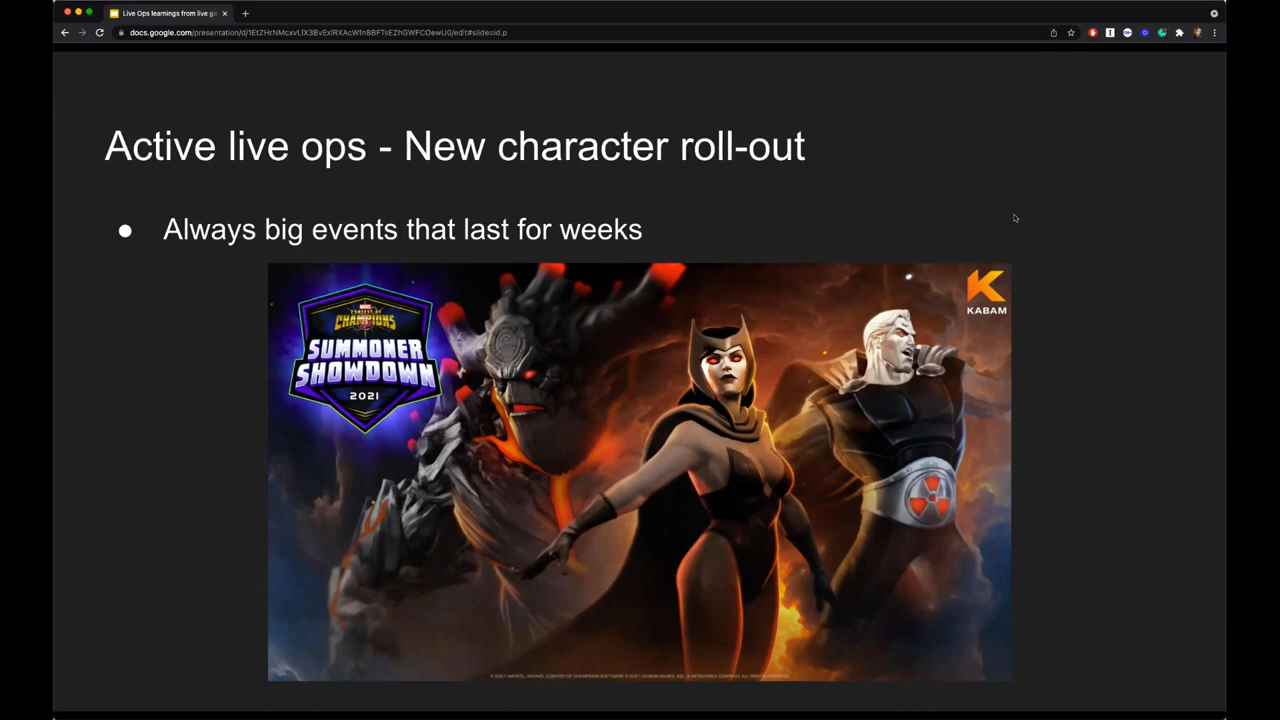 Live Ops learnings from live ga
docs.google.com/presentation/d/1EtZHrNMcxvLIX3BvExIRXAcWfn8BFTsEZhGWFCOewU0/edit#slide=id.p
Active live ops - New character roll-out
● Always big events that last for weeks
MARVEL
CONTEST OF
CHAMPIONS
SUMMONER
SHOWDOWN
2021
K
KABAM